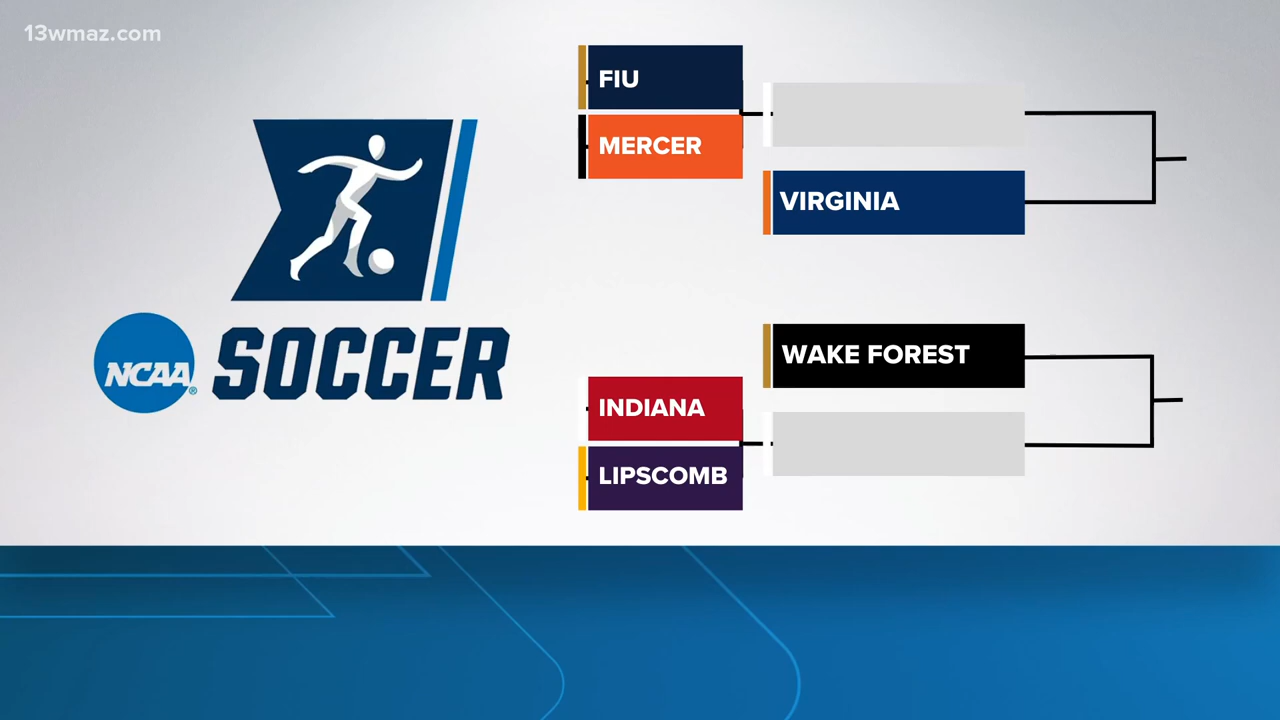 13wmaz.com
FIU
MERCER
VIRGINIA
NCAA®
SOCCER
WAKE FOREST
INDIANA
LIPSCOMB